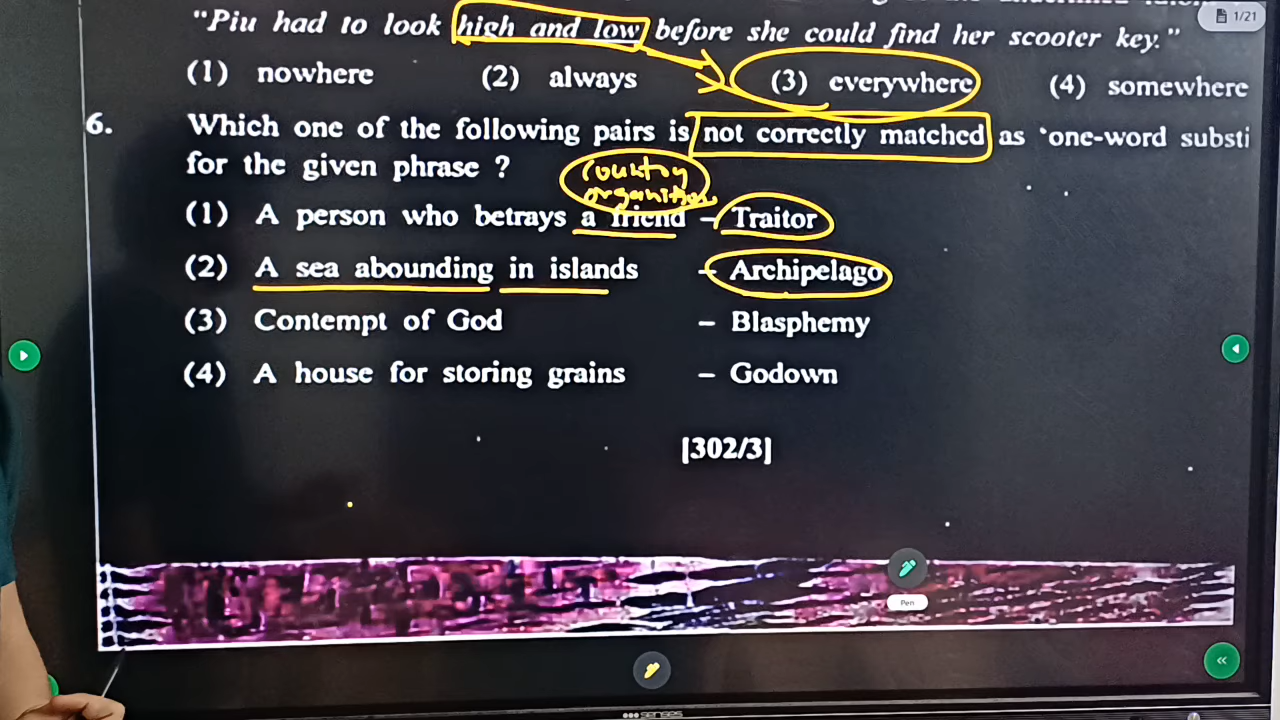 1/21
"Piu had to look high and low before she could find her scooter key."
(1) nowhere (2) always (3) everywhere (4) somewhere
6. Which one of the following pairs is not correctly matched as 'one-word substi
for the given phrase ?
country
(1) A person who betrays a friend – Traitor
(2) A sea abounding in islands – Archipelago
(3) Contempt of God – Blasphemy
(4) A house for storing grains – Godown
[302/3]
Pen
senses